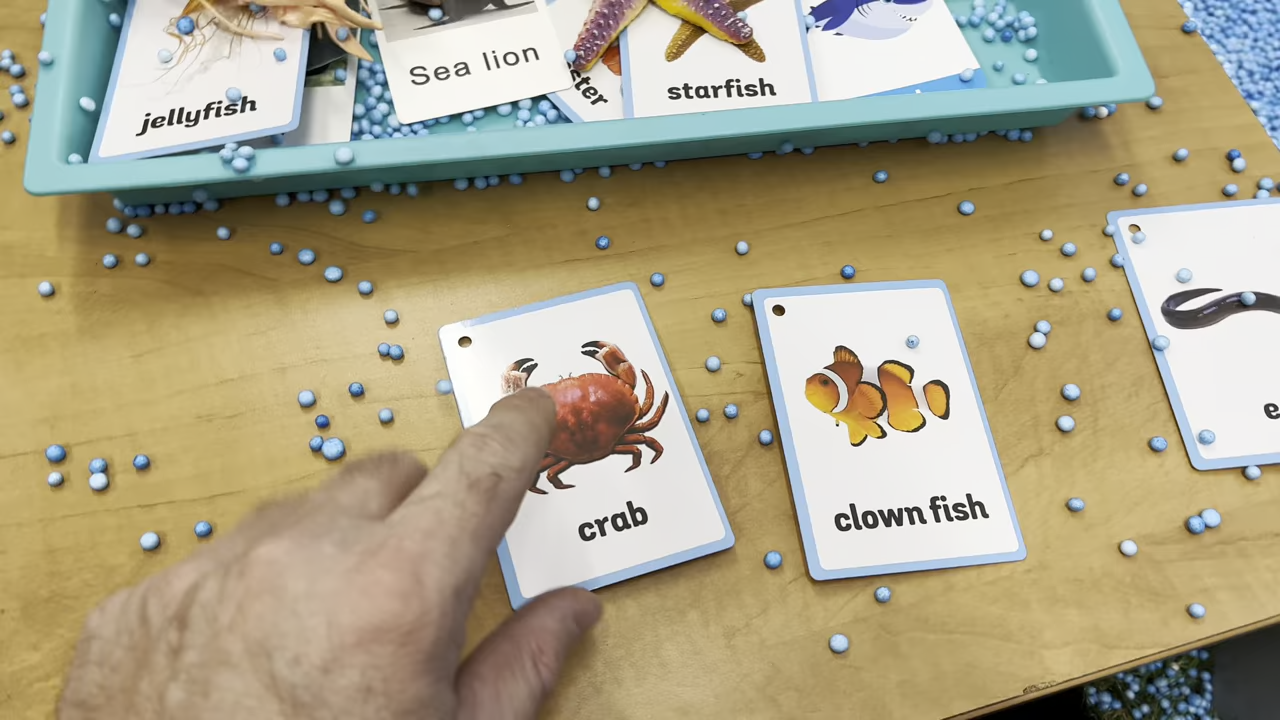 jellyfish
Sea lion
starfish
crab
clown fish